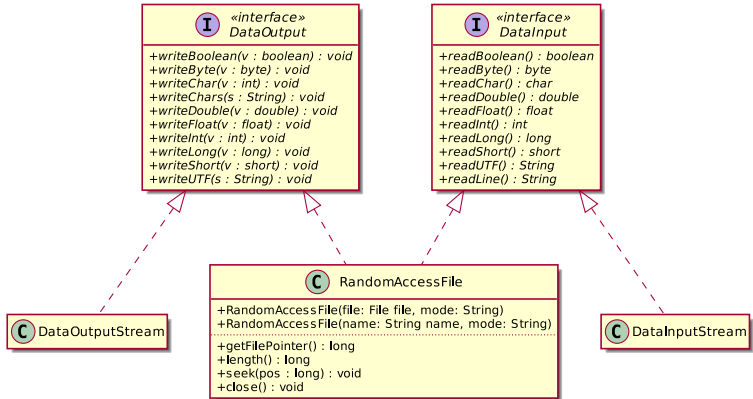 I
«interface»
DataOutput
+writeBoolean(v : boolean) : void
+writeByte(v : byte) : void
+writeChar(v : int) : void
+writeChars(s : String) : void
+writeDouble(v : double) : void
+writeFloat(v : float) : void
+writeInt(v : int) : void
+writeLong(v : long) : void
+writeShort(v : short) : void
+writeUTF(s : String) : void
I
«interface»
DataInput
+readBoolean() : boolean
+readByte() : byte
+readChar() : char
+readDouble() : double
+readFloat() : float
+readInt() : int
+readLong() : long
+readShort() : short
+readUTF() : String
+readLine() : String
C DataOutputStream
C RandomAccessFile
+RandomAccessFile(file: File file, mode: String)
+RandomAccessFile(name: String name, mode: String)
+getFilePointer() : long
+length() : long
+seek(pos : long) : void
+close() : void
C DataInputStream